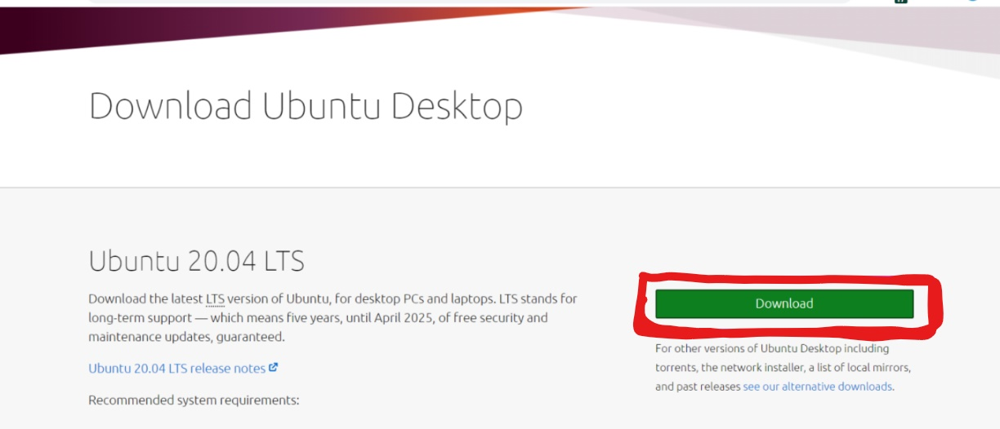 Download Ubuntu Desktop
Ubuntu 20.04 LTS
Download the latest LTS version of Ubuntu, for desktop PCs and laptops. LTS stands for
long-term support — which means five years, until April 2025, of free security and
maintenance updates, guaranteed.
Ubuntu 20.04 LTS release notes
Recommended system requirements:
Download
For other versions of Ubuntu Desktop including
torrents, the network installer, a list of local mirrors,
and past releases see our alternative downloads.